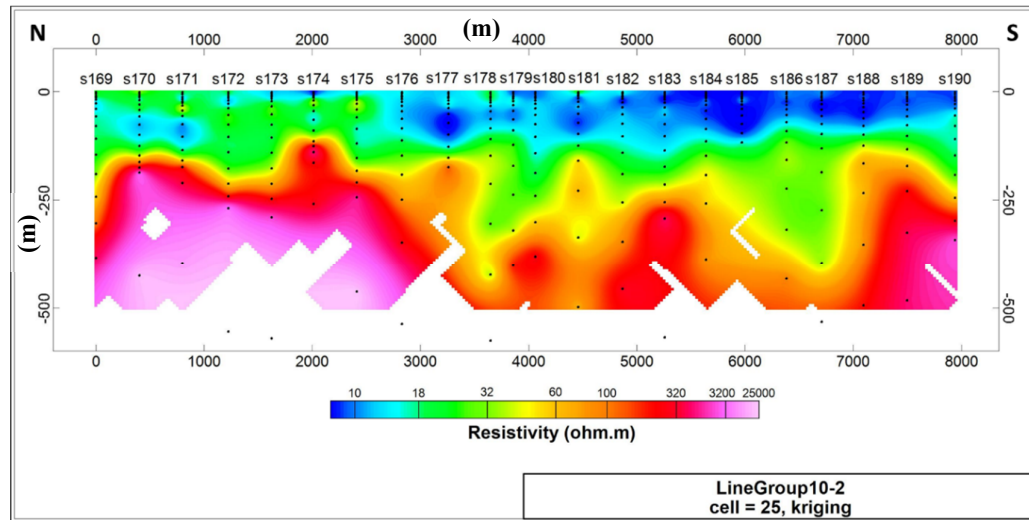 (m)
N S
0 1000 2000 3000 4000 5000 6000 7000 8000
s169 s170 s171 s172 s173 s174 s175 s176 s177 s178 s179 s180 s181 s182 s183 s184 s185 s186 s187 s188 s189 s190
0 0
-250 -250
(m)
-500 -500
0 1000 2000 3000 4000 5000 6000 7000 8000
10 18 32 60 100 320 3200 25000
Resistivity (ohm.m)
LineGroup10-2
cell = 25, kriging